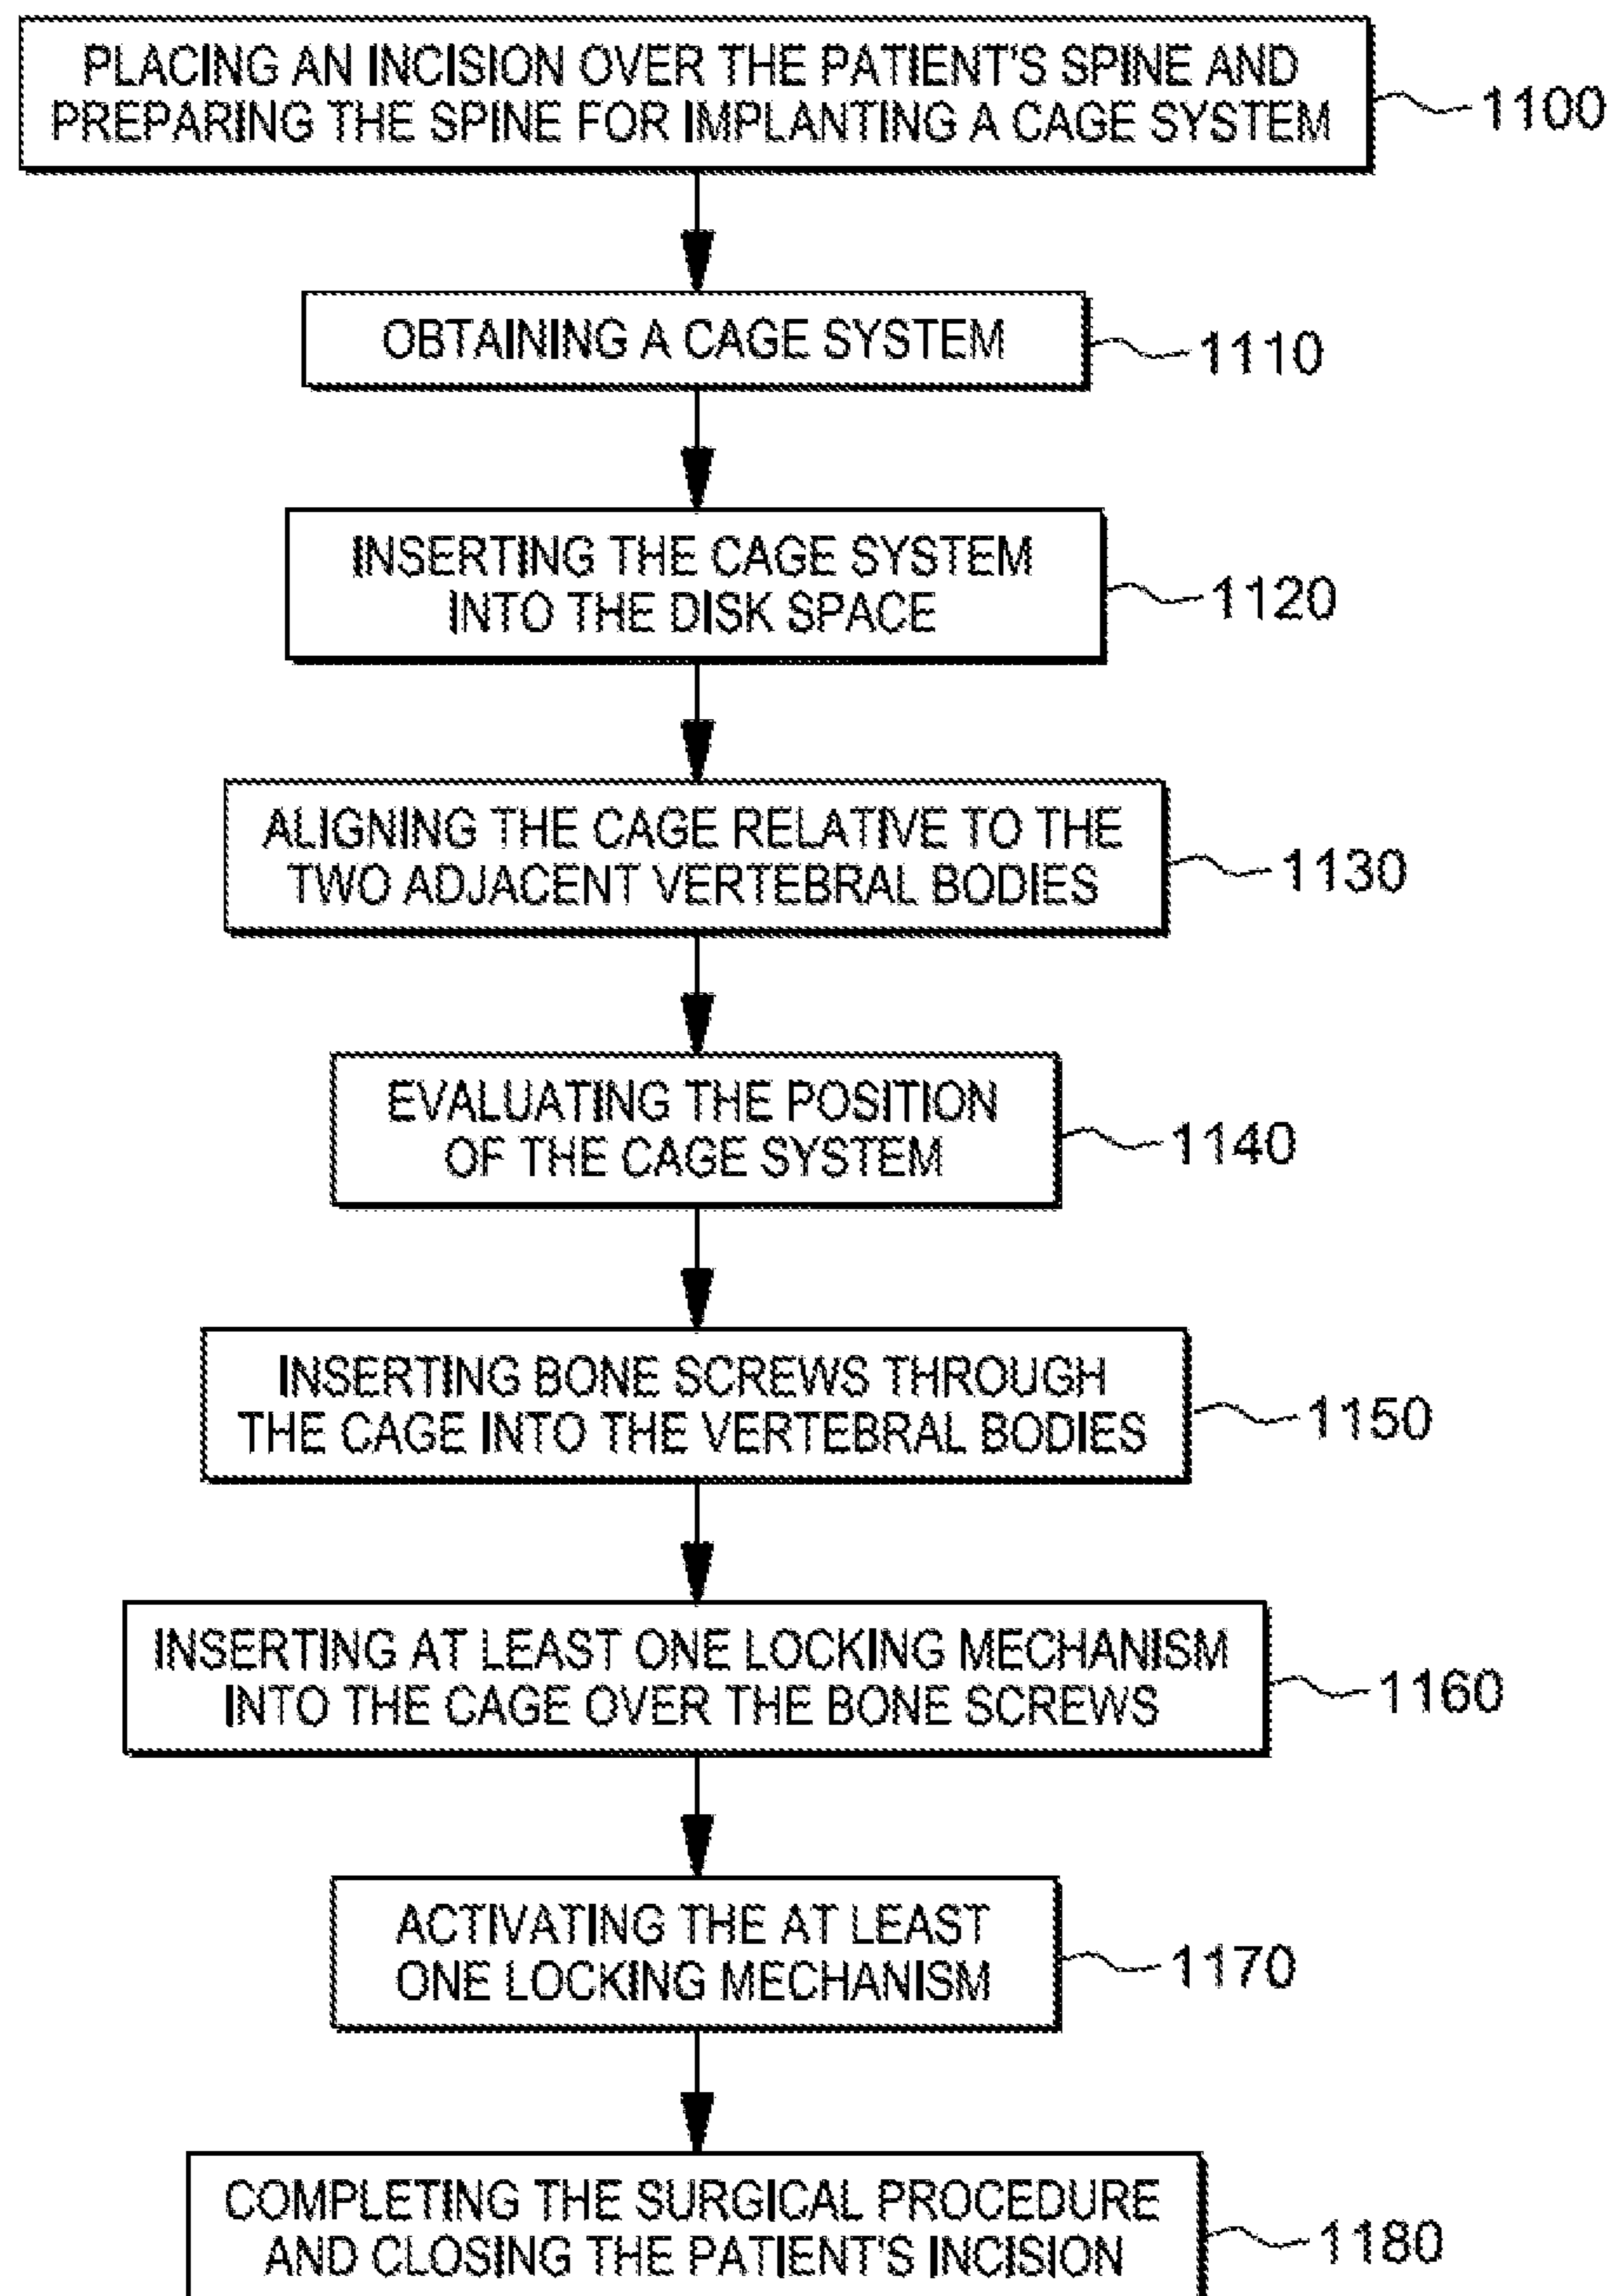 PLACING AN INCISION OVER THE PATIENT'S SPINE AND
PREPARING THE SPINE FOR IMPLANTING A CAGE SYSTEM
1100
OBTAINING A CAGE SYSTEM
1110
INSERTING THE CAGE SYSTEM
INTO THE DISK SPACE
1120
ALIGNING THE CAGE RELATIVE TO THE
TWO ADJACENT VERTEBRAL BODIES
1130
EVALUATING THE POSITION
OF THE CAGE SYSTEM
1140
INSERTING BONE SCREWS THROUGH
THE CAGE INTO THE VERTEBRAL BODIES
1150
INSERTING AT LEAST ONE LOCKING MECHANISM
INTO THE CAGE OVER THE BONE SCREWS
1160
ACTIVATING THE AT LEAST
ONE LOCKING MECHANISM
1170
COMPLETING THE SURGICAL PROCEDURE
AND CLOSING THE PATIENT'S INCISION
1180